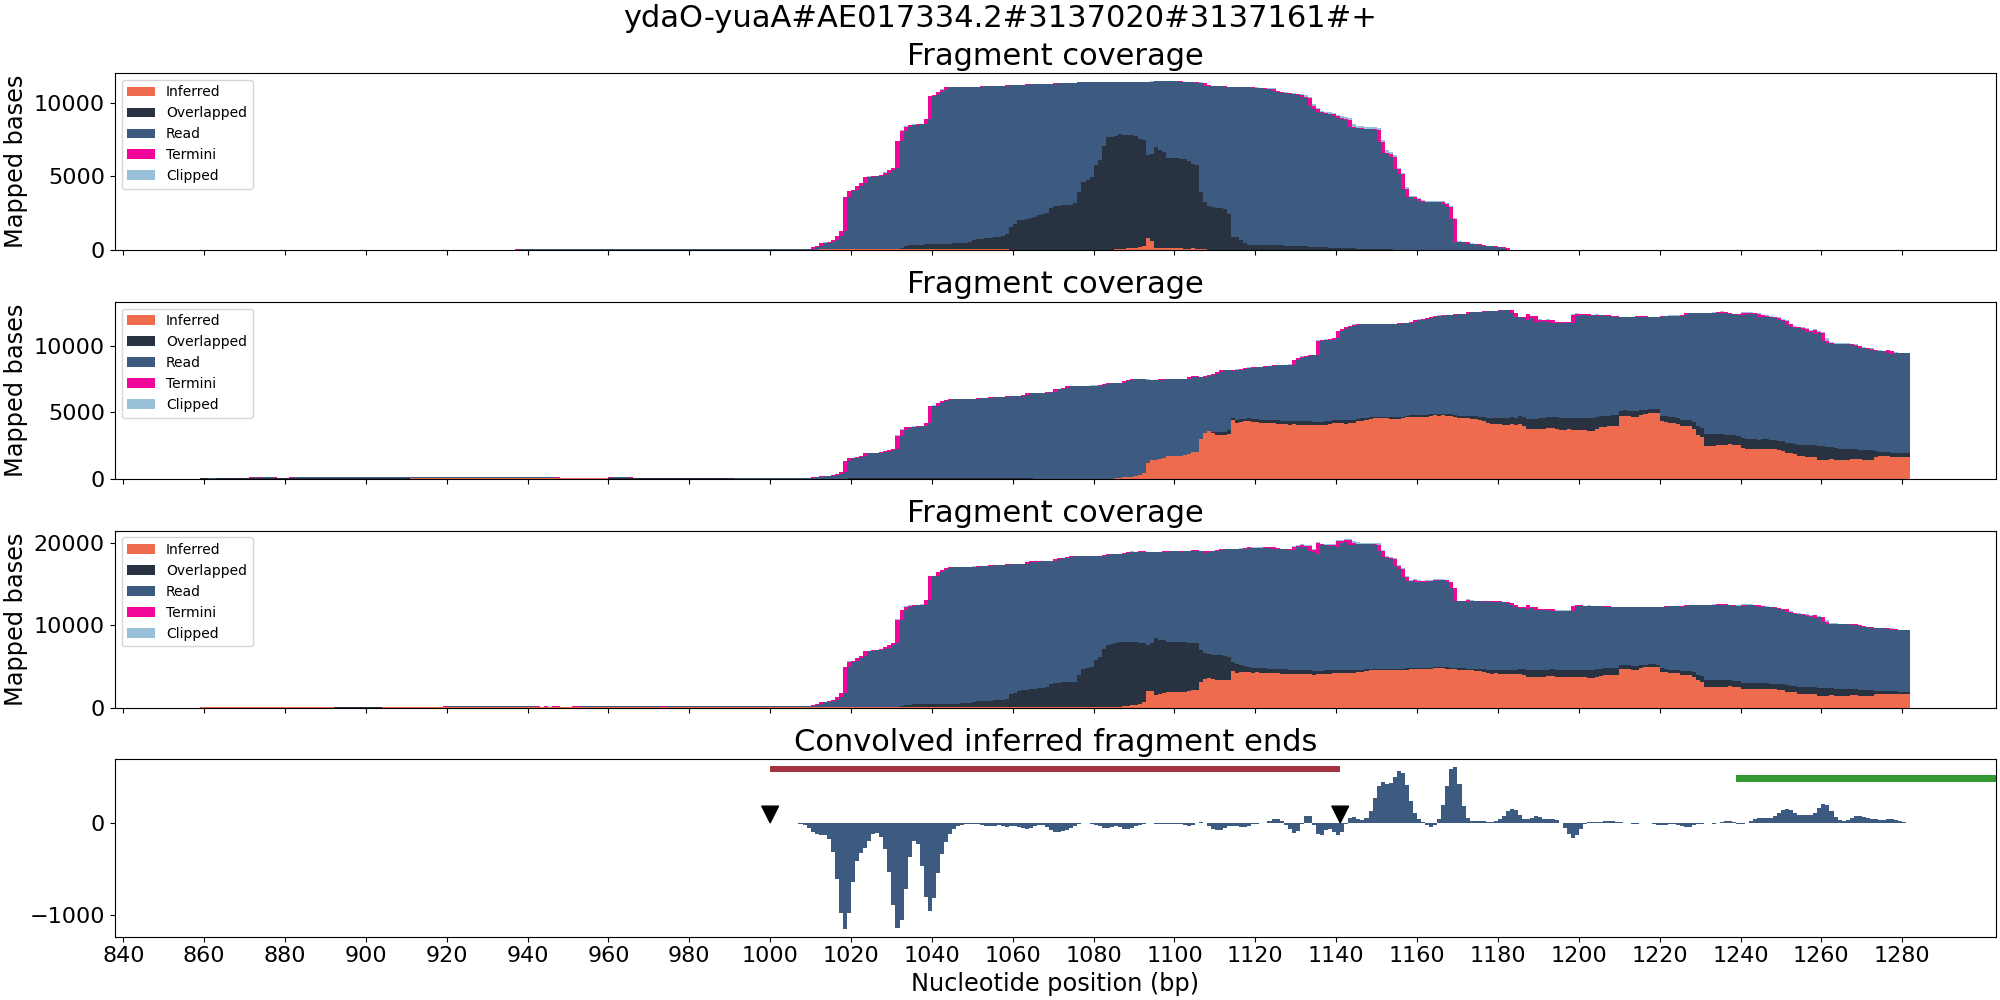 ydaO-yuaA#AE017334.2#3137020#3137161#+
Fragment coverage
Mapped bases
10000
5000
0
Inferred
Overlapped
Read
Termini
Clipped
Fragment coverage
Mapped bases
10000
5000
0
Inferred
Overlapped
Read
Termini
Clipped
Fragment coverage
Mapped bases
20000
10000
0
Inferred
Overlapped
Read
Termini
Clipped
Convolved inferred fragment ends
0
−1000
840 860 880 900 920 940 960 980 1000 1020 1040 1060 1080 1100 1120 1140 1160 1180 1200 1220 1240 1260 1280
Nucleotide position (bp)